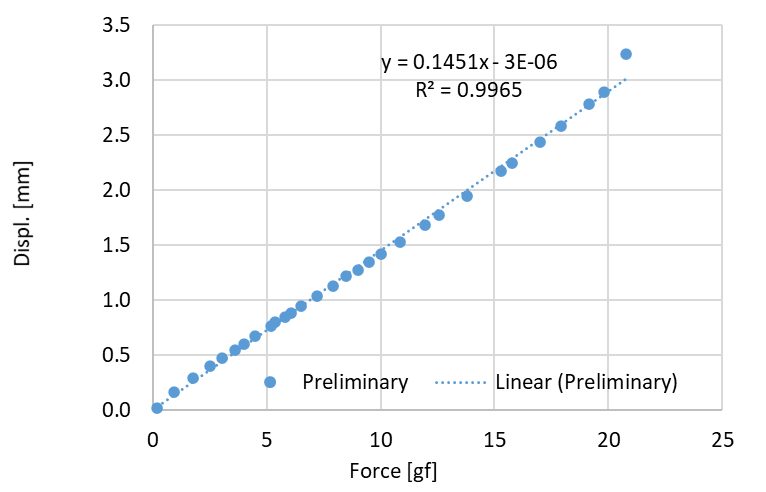 3.5
y = 0.1451x - 3E-06
3.0
R² = 0.9965
2.5
2.0
Displ. [mm]
1.5
1.0
0.5
Preliminary
Linear (Preliminary)
0.0
0 5 10 15 20 25
Force [gf]